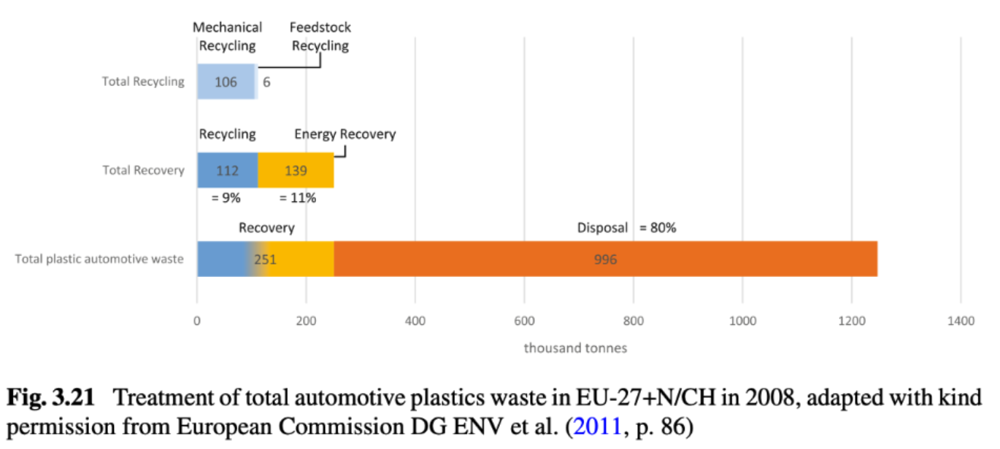 Mechanical Feedstock
Recycling Recycling
Total Recycling 106 6
Recycling Energy Recovery
Total Recovery 112 139
= 9% = 11%
Recovery Disposal = 80%
Total plastic automotive waste 251 996
0 200 400 600 800 1000 1200 1400
thousand tonnes
Fig. 3.21 Treatment of total automotive plastics waste in EU-27+N/CH in 2008, adapted with kind
permission from European Commission DG ENV et al. (2011, p. 86)